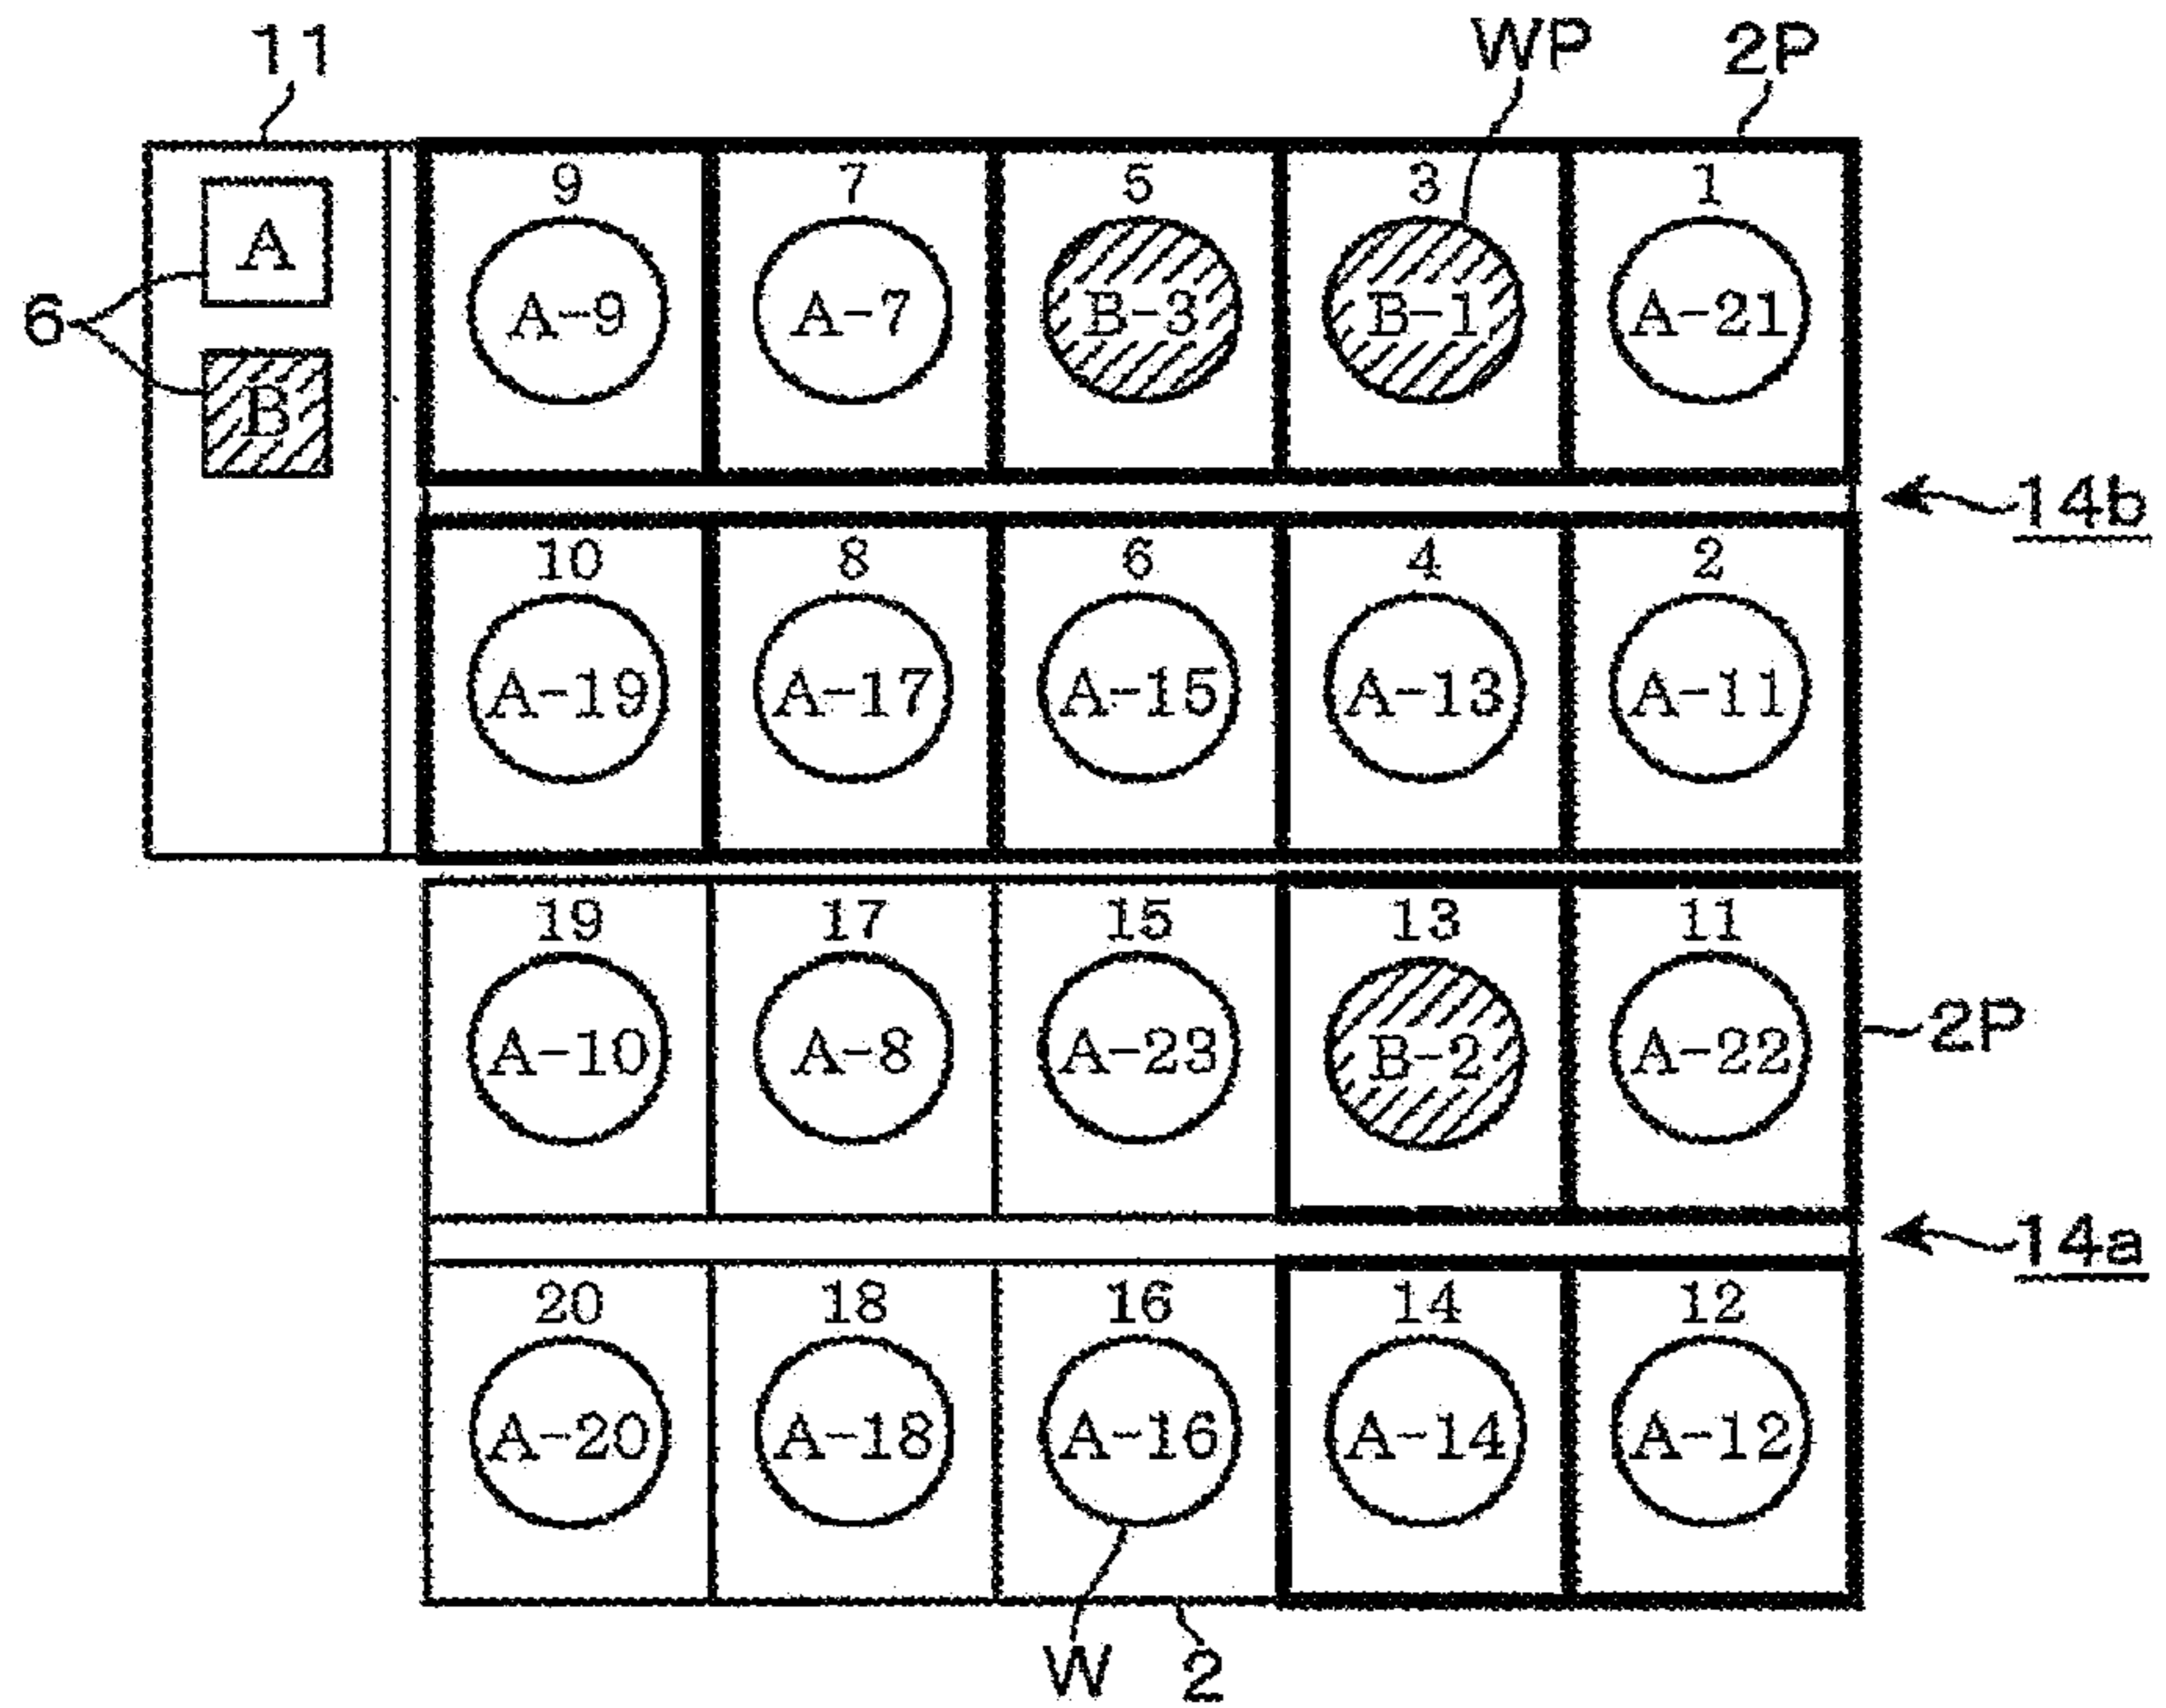 11 WP 2P
9 7 5 3 1
A
6
A-9 A-7 B-3 B-1 A-21
B
14b
10 8 6 4 2
A-19 A-17 A-15 A-13 A-11
19 17 15 13 11
A-10 A-8 A-23 B-2 A-22
2P
14a
20 18 16 14 12
A-20 A-18 A-16 A-14 A-12
W 2